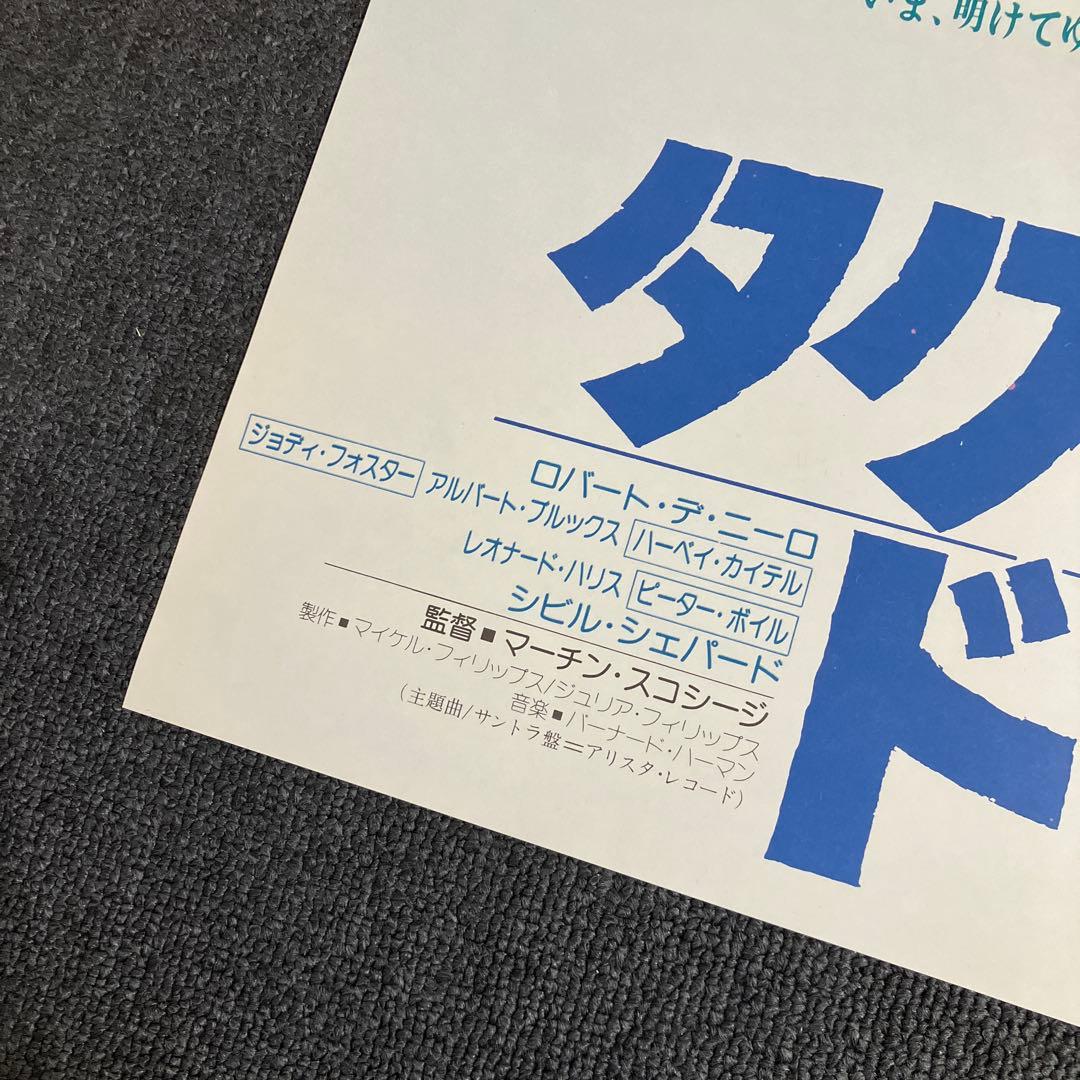 いま、明けてゆ
タク
ド
ロバート・デ・ニーロ
ジョディ・フォスター アルバート・ブルックス ハーベイ・カイテル
レオナード・ハリス ピーター・ボイル
シビル・シェパード
監督■マーチン・スコシージ
製作■マイケル・フィリップス/ジュリア・フィリップス
音楽■バーナード・ハーマン
(主題曲/サントラ盤=アリスタ・レコード)